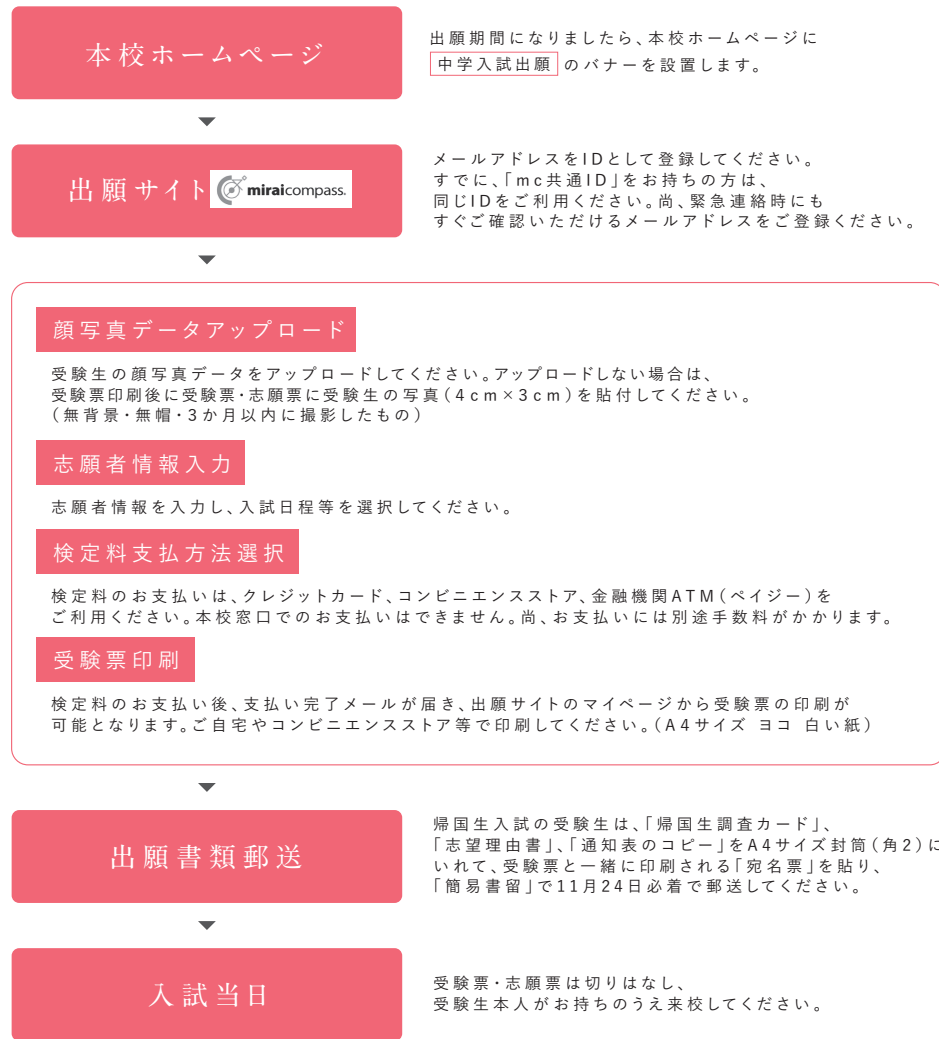 本校ホームページ
出願期間になりましたら、本校ホームページに
中学入試出願 のバナーを設置します。
出願サイト miraicompass.
メールアドレスをIDとして登録してください。
すでに、「mc共通ID」をお持ちの方は、
同じIDをご利用ください。尚、緊急連絡時にも
すぐご確認いただけるメールアドレスをご登録ください。
顔写真データアップロード
受験生の顔写真データをアップロードしてください。アップロードしない場合は、
受験票印刷後に受験票・志願票に受験生の写真(4cm×3cm)を貼付してください。
(無背景・無帽・3か月以内に撮影したもの)
志願者情報入力
志願者情報を入力し、入試日程等を選択してください。
検定料支払方法選択
検定料のお支払いは、クレジットカード、コンビニエンスストア、金融機関ATM(ペイジー)を
ご利用ください。本校窓口でのお支払いはできません。尚、お支払いには別途手数料がかかります。
受験票印刷
検定料のお支払い後、支払い完了メールが届き、出願サイトのマイページから受験票の印刷が
可能となります。ご自宅やコンビニエンスストア等で印刷してください。(A4サイズ ヨコ 白い紙)
出願書類郵送
帰国生入試の受験生は、「帰国生調査カード」、
「志望理由書」、「通知表のコピー」をA4サイズ封筒(角2)に
いれて、受験票と一緒に印刷される「宛名票」を貼り、
「簡易書留」で11月24日必着で郵送してください。
入試当日
受験票・志願票は切りはなし、
受験生本人がお持ちのうえ来校してください。